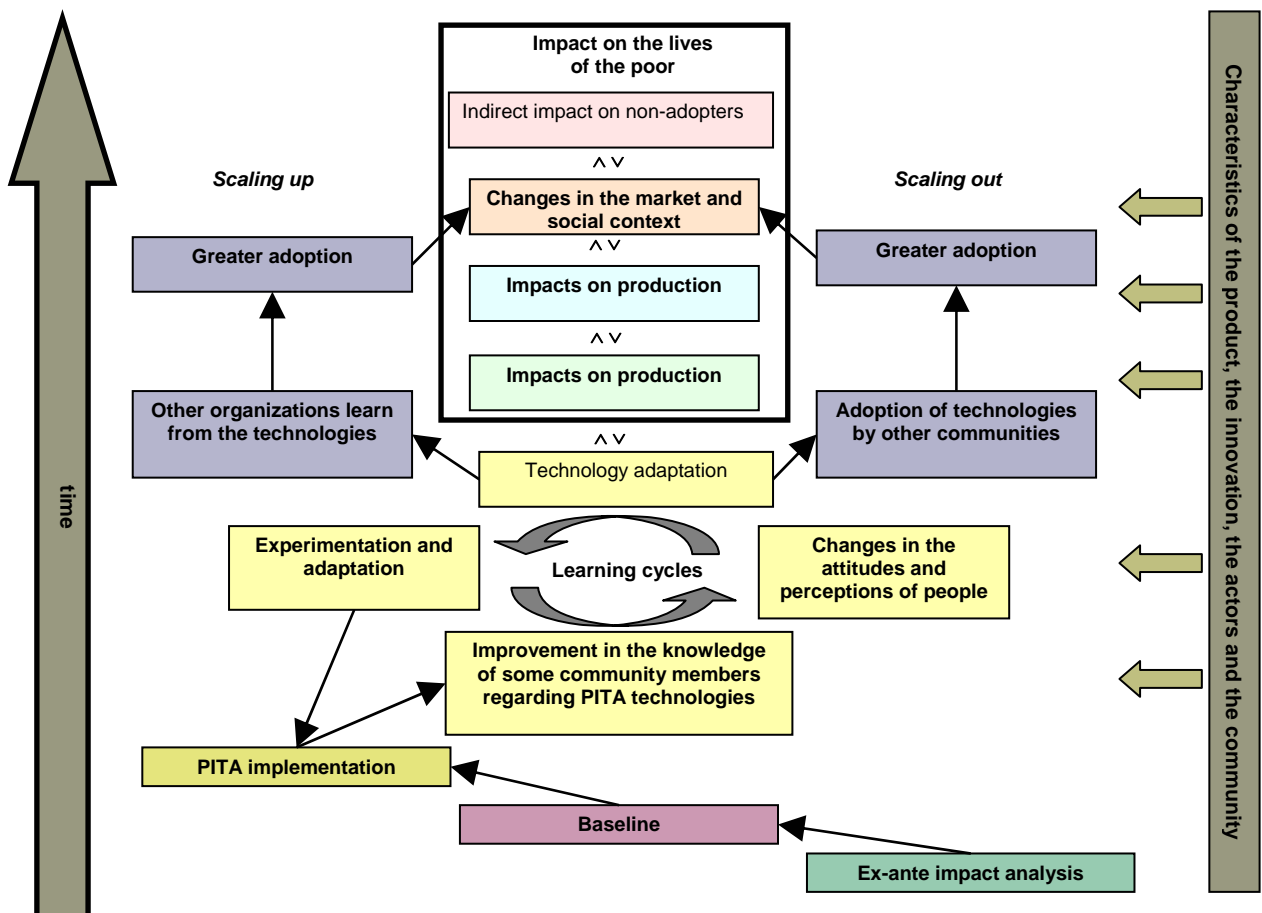 Impact on the lives
of the poor
Indirect impact on non-adopters
˄ ˅
Scaling up
Changes in the market and
social context
Scaling out
˄ ˅
Greater adoption
Greater adoption
Impacts on production
˄ ˅
Impacts on production
Other organizations learn
from the technologies
Adoption of technologies
by other communities
˄ ˅
Technology adaptation
time
Experimentation and
adaptation
Learning cycles
Changes in the
attitudes and
perceptions of people
Improvement in the knowledge
of some community members
regarding PITA technologies
PITA implementation
Baseline
Ex-ante impact analysis
Characteristics of the product, the innovation, the actors and the community